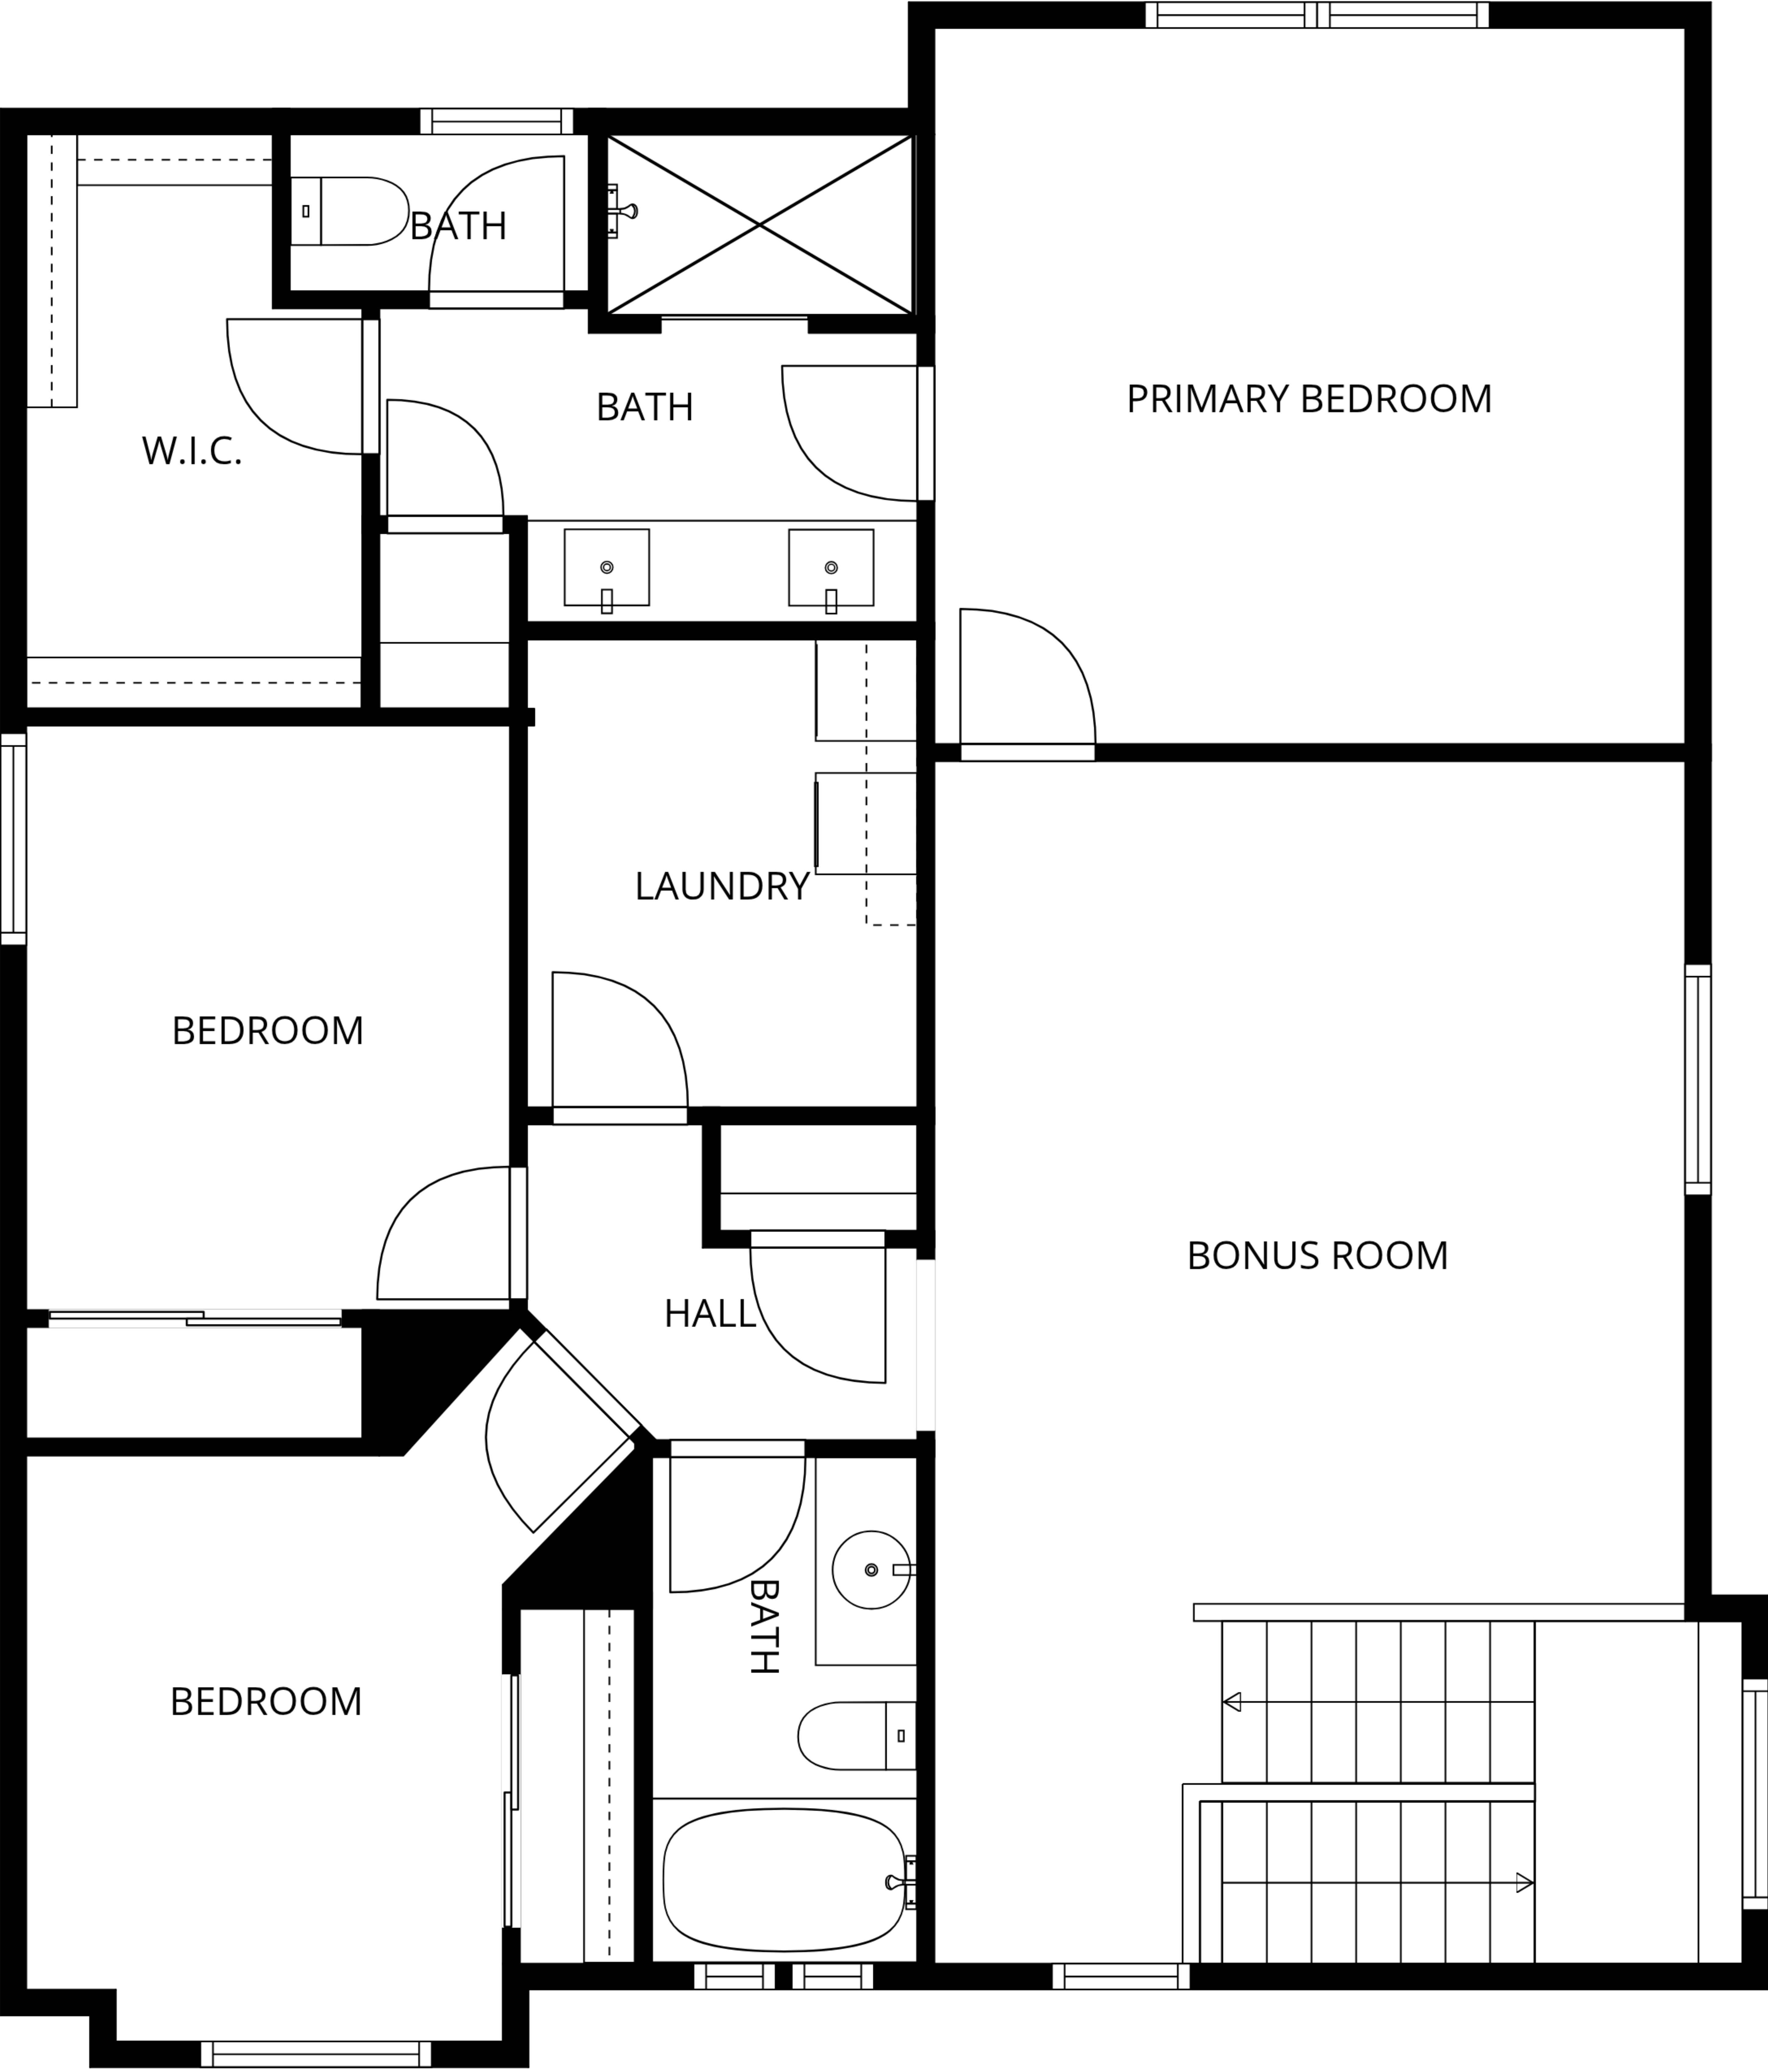 BATH
BATH
PRIMARY BEDROOM
W.I.C.
LAUNDRY
BEDROOM
BONUS ROOM
HALL
BATH
BEDROOM